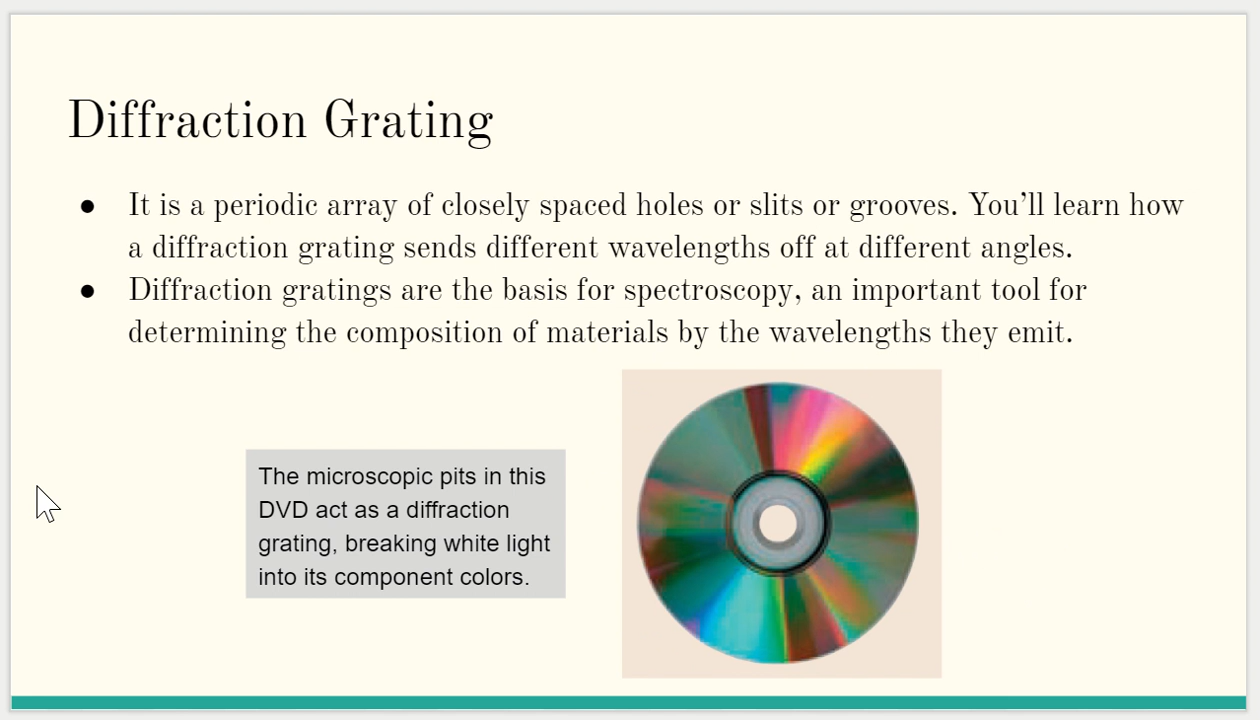 Diffraction Grating
● It is a periodic array of closely spaced holes or slits or grooves. You’ll learn how
a diffraction grating sends different wavelengths off at different angles.
● Diffraction gratings are the basis for spectroscopy, an important tool for
determining the composition of materials by the wavelengths they emit.
The microscopic pits in this
DVD act as a diffraction
grating, breaking white light
into its component colors.